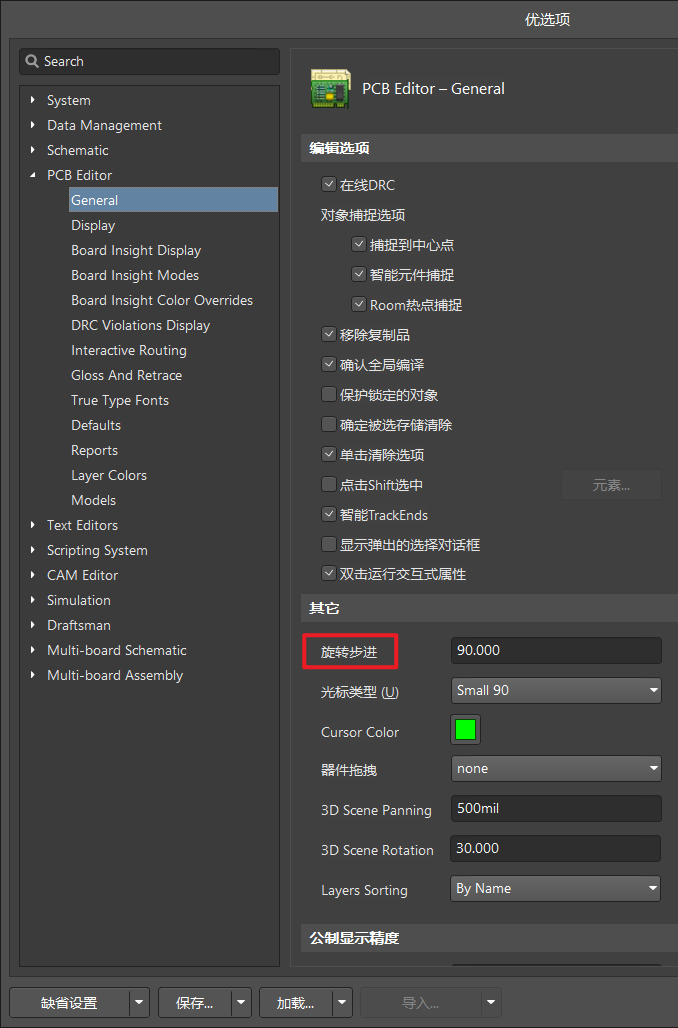 优选项
Search
System
Data Management
Schematic
PCB Editor
General
Display
Board Insight Display
Board Insight Modes
Board Insight Color Overrides
DRC Violations Display
Interactive Routing
Gloss And Retrace
True Type Fonts
Defaults
Reports
Layer Colors
Models
Text Editors
Scripting System
CAM Editor
Simulation
Draftsman
Multi-board Schematic
Multi-board Assembly
PCB Editor – General
编辑选项
在线DRC
对象捕捉选项
捕捉到中心点
智能元件捕捉
Room热点捕捉
移除复制品
确认全局编译
保护锁定的对象
确定被选存储清除
单击清除选项
点击Shift选中 元素...
智能TrackEnds
显示弹出的选择对话框
双击运行交互式属性
其它
旋转步进 90.000
光标类型 (U) Small 90
Cursor Color
器件拖拽 none
3D Scene Panning 500mil
3D Scene Rotation 30.000
Layers Sorting By Name
公制显示精度
缺省设置 保存... 加载... 导入...